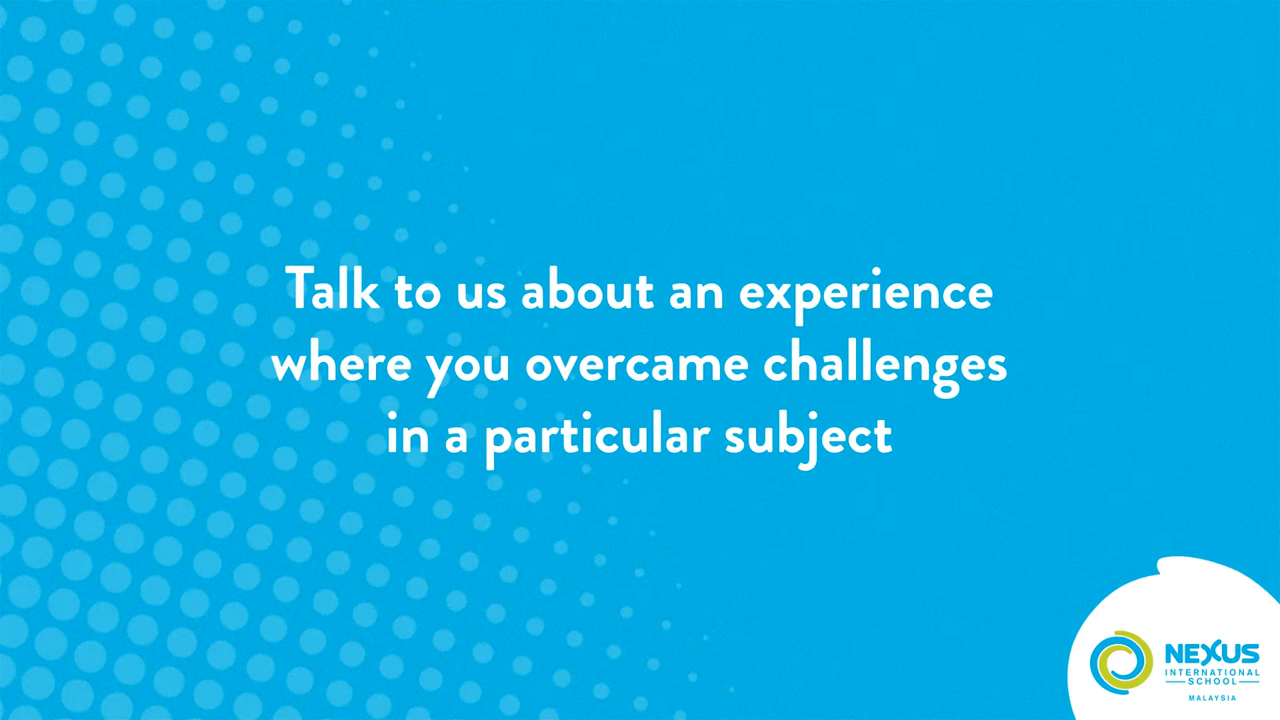 Talk to us about an experience
where you overcame challenges
in a particular subject
NEXUS
INTERNATIONAL
SCHOOL
MALAYSIA